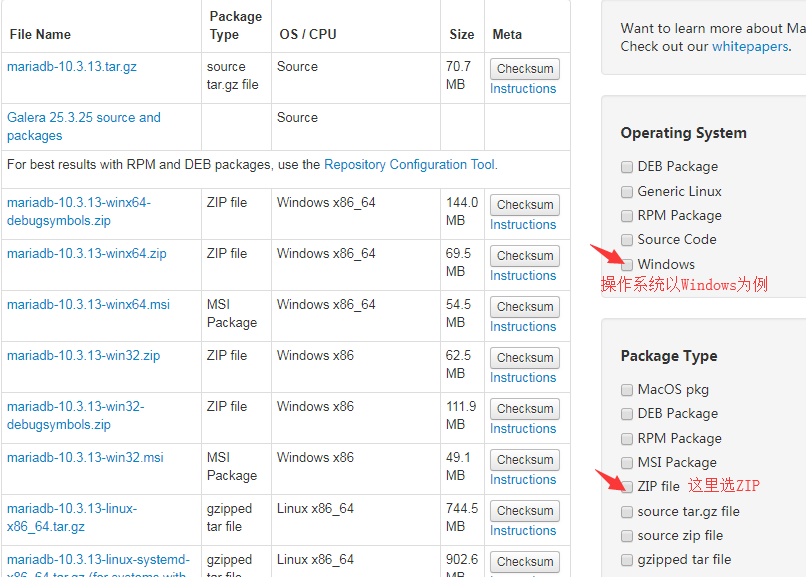 File Name Package Type OS / CPU Size Meta
mariadb-10.3.13.tar.gz source tar.gz file Source 70.7 MB Checksum Instructions
Galera 25.3.25 source and packages Source
For best results with RPM and DEB packages, use the Repository Configuration Tool.
mariadb-10.3.13-winx64-debugsymbols.zip ZIP file Windows x86_64 144.0 MB Checksum Instructions
mariadb-10.3.13-winx64.zip ZIP file Windows x86_64 69.5 MB Checksum Instructions
mariadb-10.3.13-winx64.msi MSI Package Windows x86_64 54.5 MB Checksum Instructions
mariadb-10.3.13-win32.zip ZIP file Windows x86 62.5 MB Checksum Instructions
mariadb-10.3.13-win32-debugsymbols.zip ZIP file Windows x86 111.9 MB Checksum Instructions
mariadb-10.3.13-win32.msi MSI Package Windows x86 49.1 MB Checksum Instructions
mariadb-10.3.13-linux-x86_64.tar.gz gzipped tar file Linux x86_64 744.5 MB Checksum Instructions
mariadb-10.3.13-linux-systemd-x86_64.tar.gz (for systems with gzipped tar file Linux x86_64 902.6 MB Checksum
Want to learn more about Ma
Check out our whitepapers.
Operating System
DEB Package
Generic Linux
RPM Package
Source Code
Windows
操作系统以Windows为例
Package Type
MacOS pkg
DEB Package
RPM Package
MSI Package
ZIP file 这里选ZIP
source tar.gz file
source zip file
gzipped tar file